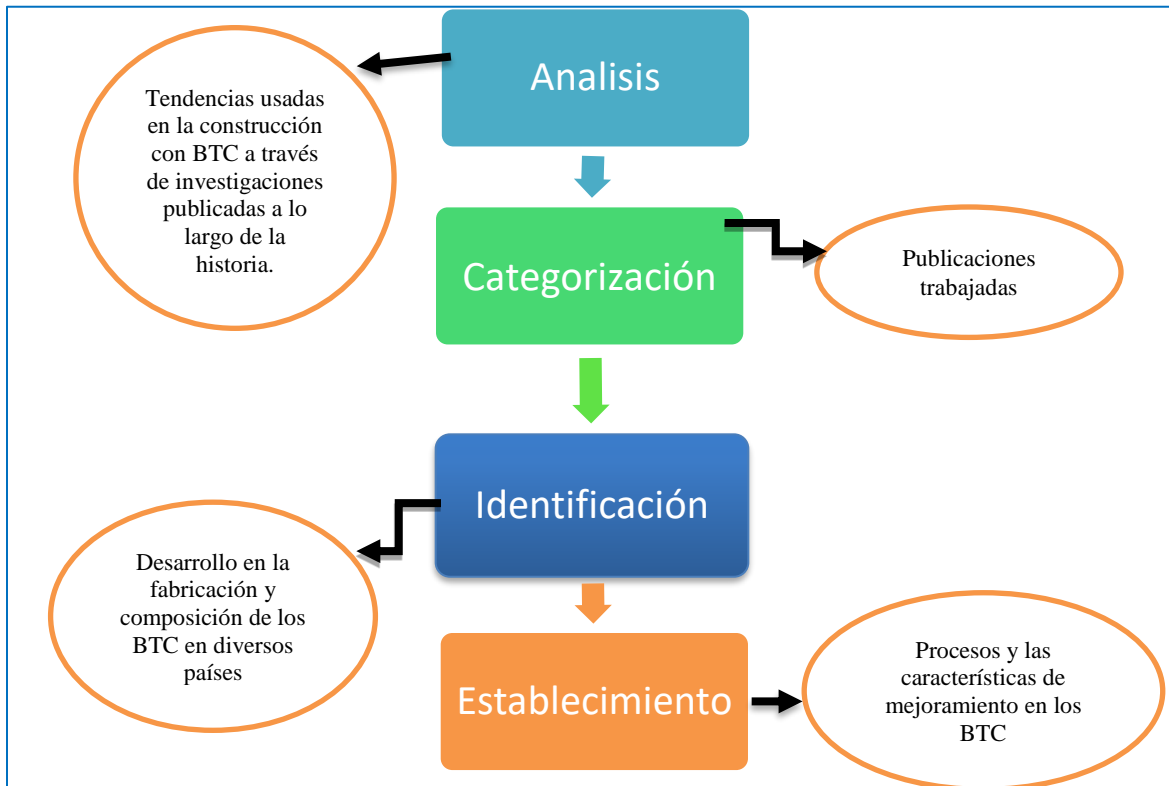 Analisis
Tendencias usadas
en la construcción
con BTC a través
de investigaciones
publicadas a lo
largo de la
historia.
Categorización
Publicaciones
trabajadas
Identificación
Desarrollo en la
fabricación y
composición de los
BTC en diversos
países
Establecimiento
Procesos y las
características de
mejoramiento en los
BTC